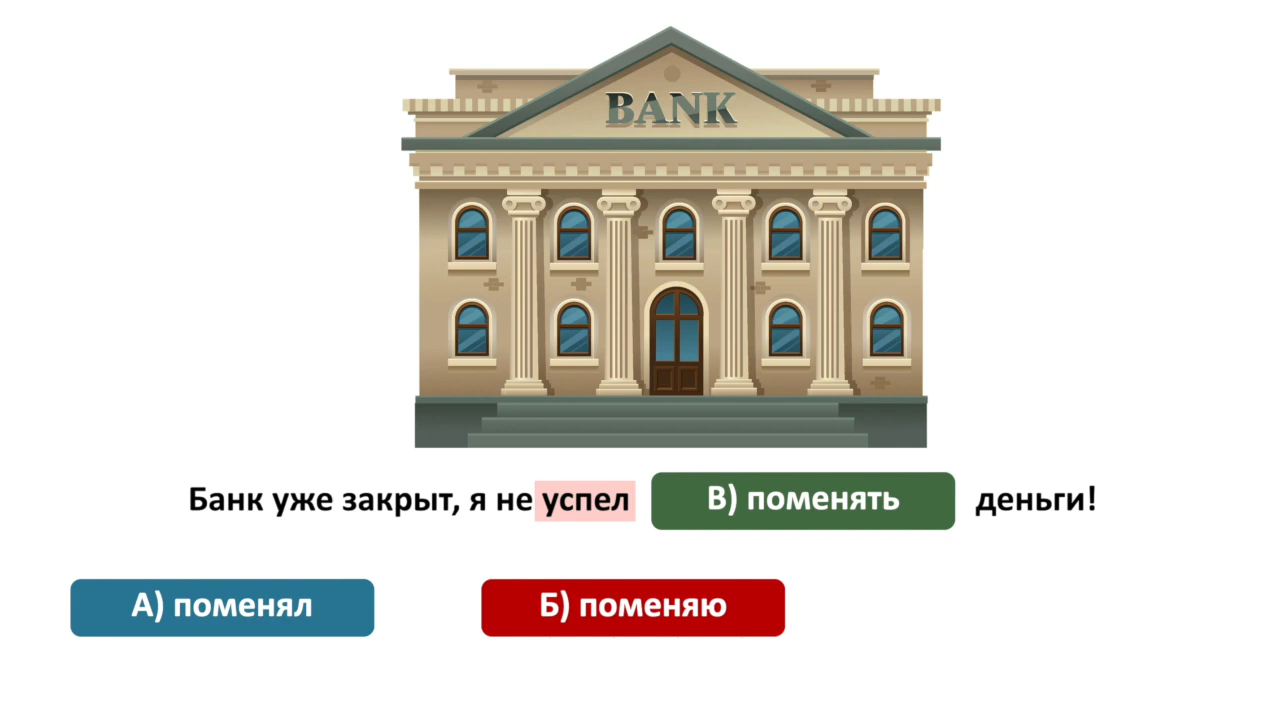 BANK
Банк уже закрыт, я не успел В) поменять деньги!
А) поменял Б) поменяю